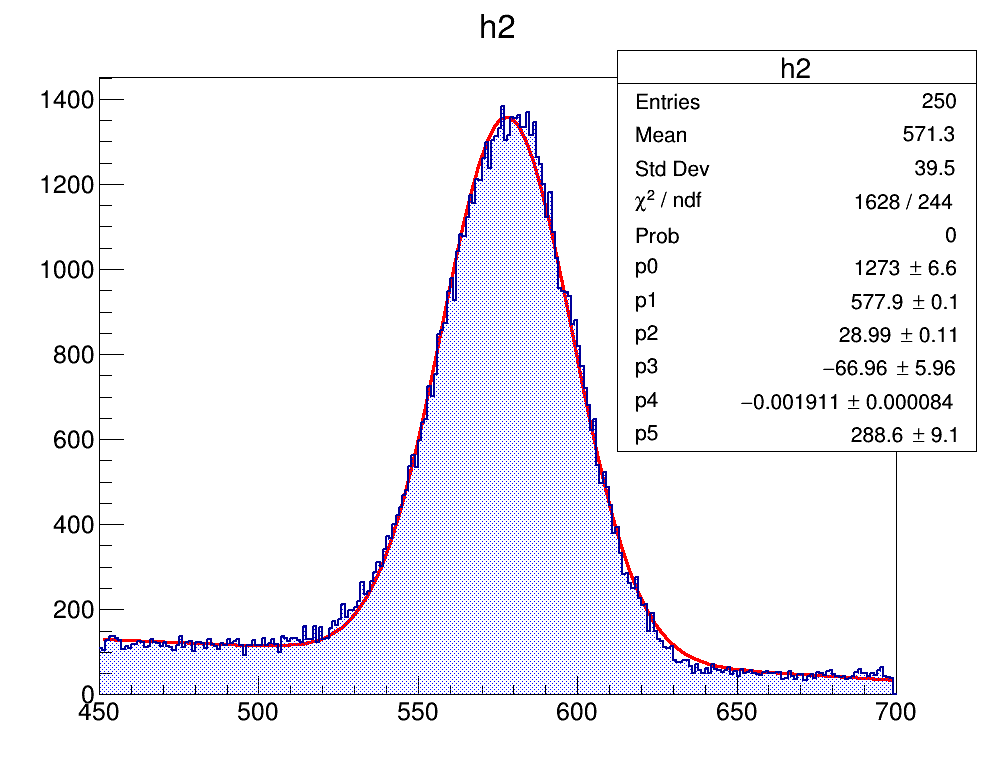 h2
h2
Entries 250
Mean 571.3
Std Dev 39.5
χ² / ndf 1628 / 244
Prob 0
p0 1273 ± 6.6
p1 577.9 ± 0.1
p2 28.99 ± 0.11
p3 −66.96 ± 5.96
p4 −0.001911 ± 0.000084
p5 288.6 ± 9.1
1400
1200
1000
800
600
400
200
0
450 500 550 600 650 700